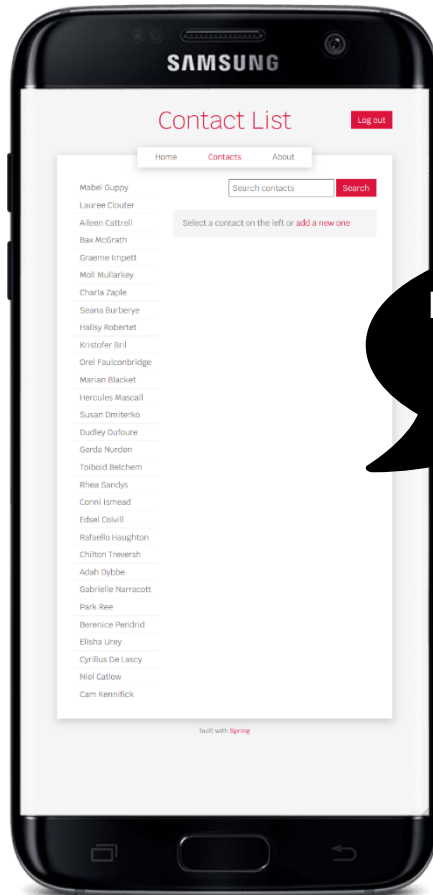 SAMSUNG
Contact List
Log out
Home Contacts About
Search contacts Search
Select a contact on the left or add a new one
Mabel Guppy
Lauree Clouter
Aileen Cattrell
Bax McGrath
Graeme Impett
Moll Mullarkey
Charla Zaple
Seana Burberye
Hallsy Robertet
Kristofer Bril
Orel Faulconbridge
Marian Blacket
Hercules Mascall
Susan Dmiterko
Dudley Dufoure
Gerda Nurden
Toiboid Belchem
Rhea Sandys
Conni Ismead
Edsel Colvill
Rafaello Haughton
Chilton Treversh
Adah Dybbe
Gabrielle Narracott
Park Ree
Berenice Pendrid
Elisha Urey
Cyrillus De Lascy
Niel Catlow
Cam Kennifick
built with Spring